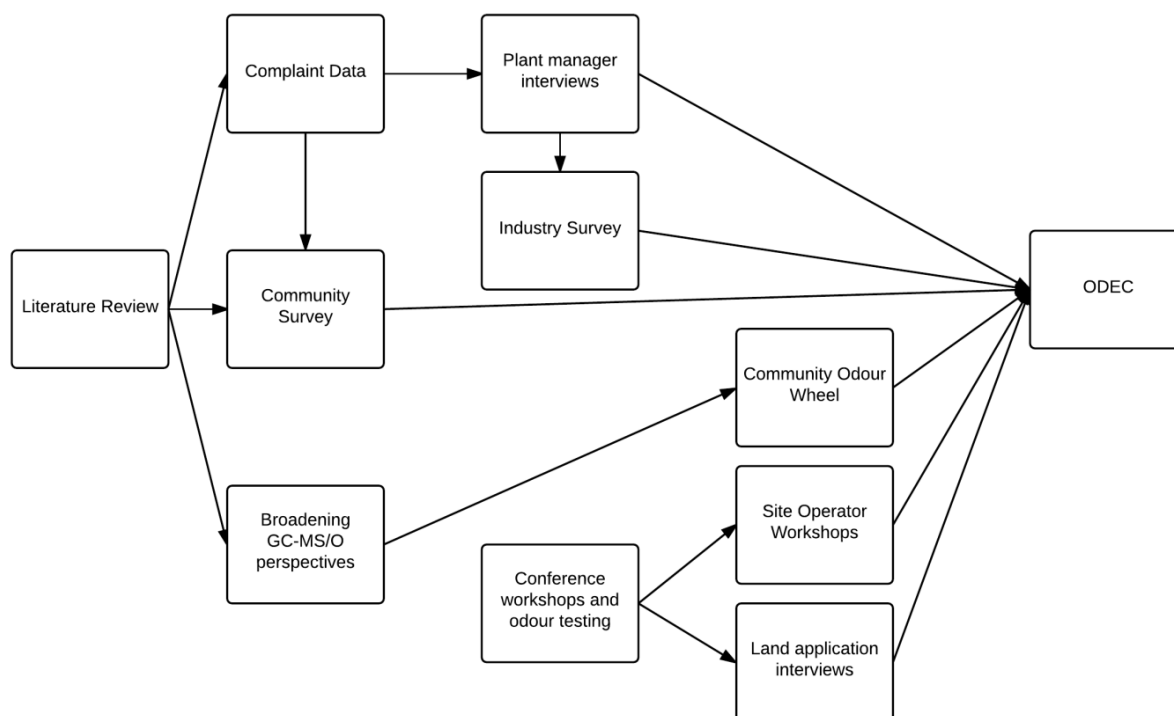 Complaint Data
Plant manager
interviews
Industry Survey
Literature Review
Community
Survey
ODEC
Community Odour
Wheel
Broadening
GC-MS/O
perspectives
Site Operator
Workshops
Conference
workshops and
odour testing
Land application
interviews